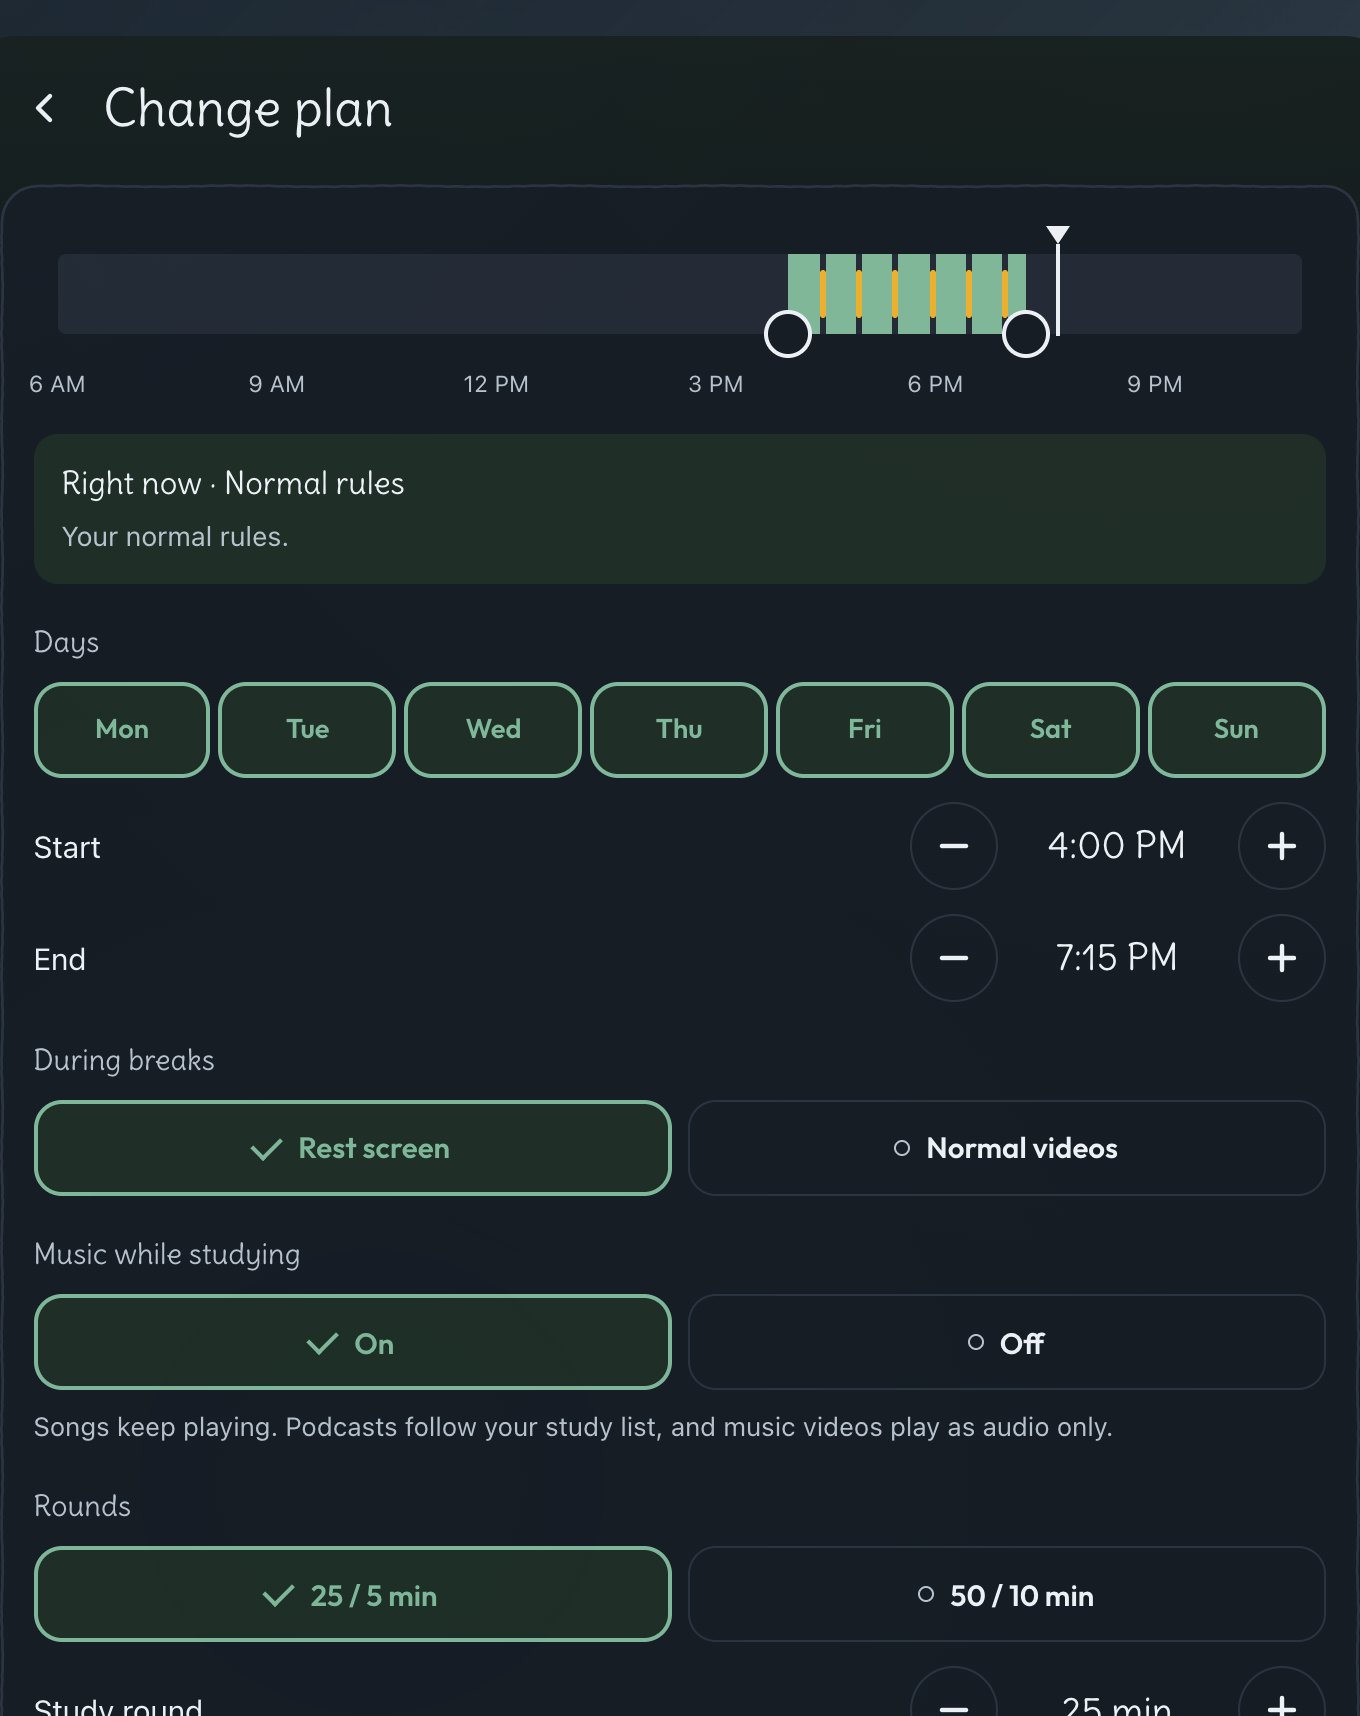 Change plan
6 AM 9 AM 12 PM 3 PM 6 PM 9 PM
Right now · Normal rules
Your normal rules.
Days
Mon Tue Wed Thu Fri Sat Sun
Start 4:00 PM
End 7:15 PM
During breaks
Rest screen Normal videos
Music while studying
On Off
Songs keep playing. Podcasts follow your study list, and music videos play as audio only.
Rounds
25 / 5 min 50 / 10 min
Study round 25 min